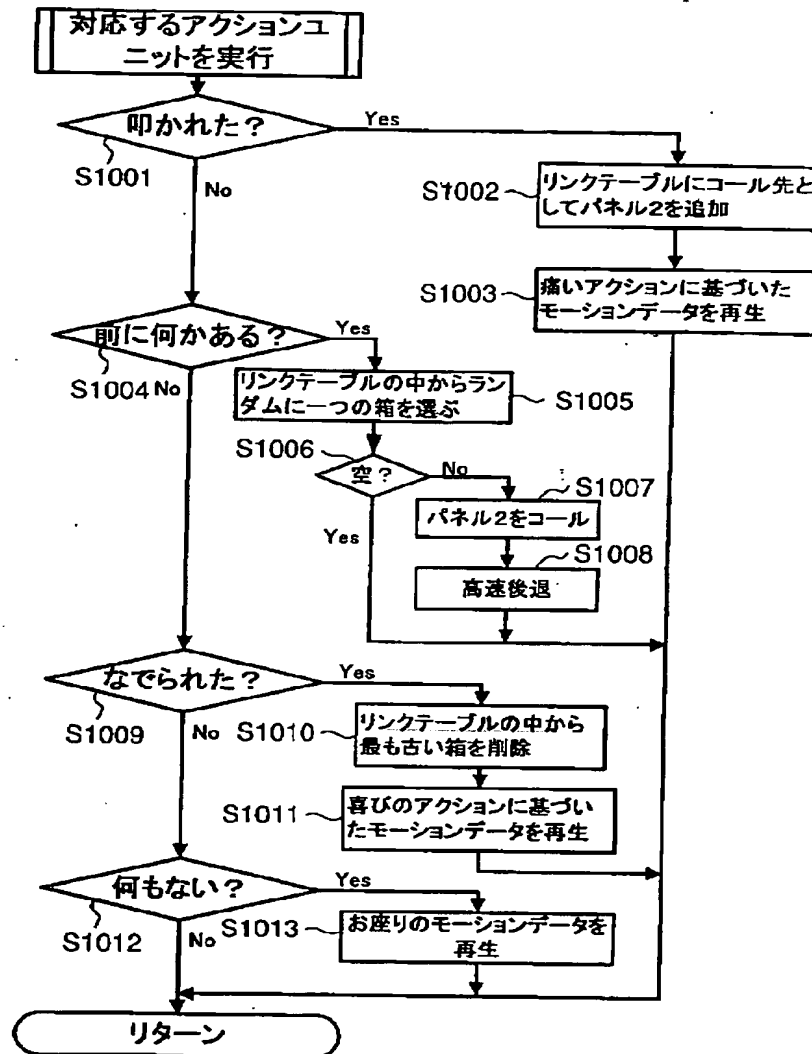 対応するアクションユ
ニットを実行
叩かれた？
Yes
S1001
No
S1002
リンクテーブルにコール先と
してパネル2を追加
S1003
痛いアクションに基づいた
モーションデータを再生
前に何かある？
Yes
S1004
No
リンクテーブルの中からラン
ダムに一つの箱を選ぶ
S1005
S1006
空？
No
Yes
S1007
パネル2をコール
S1008
高速後退
なでられた？
Yes
S1009
No
S1010
リンクテーブルの中から
最も古い箱を削除
S1011
喜びのアクションに基づい
たモーションデータを再生
何もない？
Yes
S1012
No
S1013
お座りのモーションデータを
再生
リターン